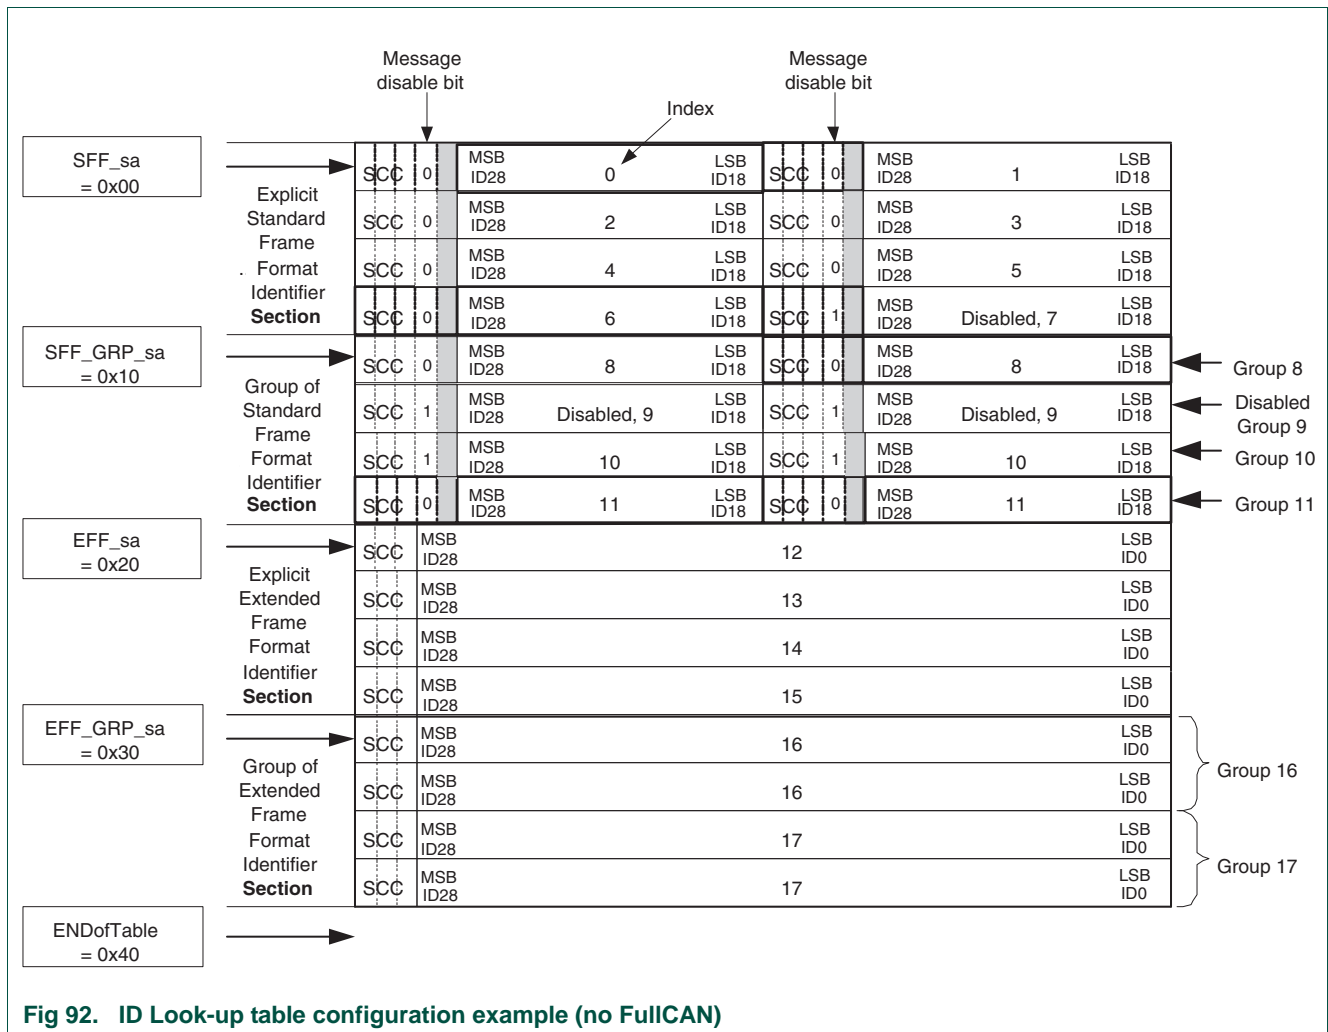 Message
disable bit
Message
disable bit
Index
SFF_sa
= 0x00
Explicit
Standard
Frame
. Format
Identifier
Section
SCC 0 MSB ID28 0 LSB ID18 SCC 0 MSB ID28 1 LSB ID18
SCC 0 MSB ID28 2 LSB ID18 SCC 0 MSB ID28 3 LSB ID18
SCC 0 MSB ID28 4 LSB ID18 SCC 0 MSB ID28 5 LSB ID18
SCC 0 MSB ID28 6 LSB ID18 SCC 1 MSB ID28 Disabled, 7 LSB ID18
SFF_GRP_sa
= 0x10
Group of
Standard
Frame
Format
Identifier
Section
SCC 0 MSB ID28 8 LSB ID18 SCC 0 MSB ID28 8 LSB ID18
Group 8
SCC 1 MSB ID28 Disabled, 9 LSB ID18 SCC 1 MSB ID28 Disabled, 9 LSB ID18
Disabled
Group 9
SCC 1 MSB ID28 10 LSB ID18 SCC 1 MSB ID28 10 LSB ID18
Group 10
SCC 0 MSB ID28 11 LSB ID18 SCC 0 MSB ID28 11 LSB ID18
Group 11
EFF_sa
= 0x20
Explicit
Extended
Frame
Format
Identifier
Section
SCC MSB ID28 12 LSB ID0
SCC MSB ID28 13 LSB ID0
SCC MSB ID28 14 LSB ID0
SCC MSB ID28 15 LSB ID0
EFF_GRP_sa
= 0x30
Group of
Extended
Frame
Format
Identifier
Section
SCC MSB ID28 16 LSB ID0
SCC MSB ID28 16 LSB ID0
Group 16
SCC MSB ID28 17 LSB ID0
SCC MSB ID28 17 LSB ID0
Group 17
ENDofTable
= 0x40
Fig 92. ID Look-up table configuration example (no FullCAN)